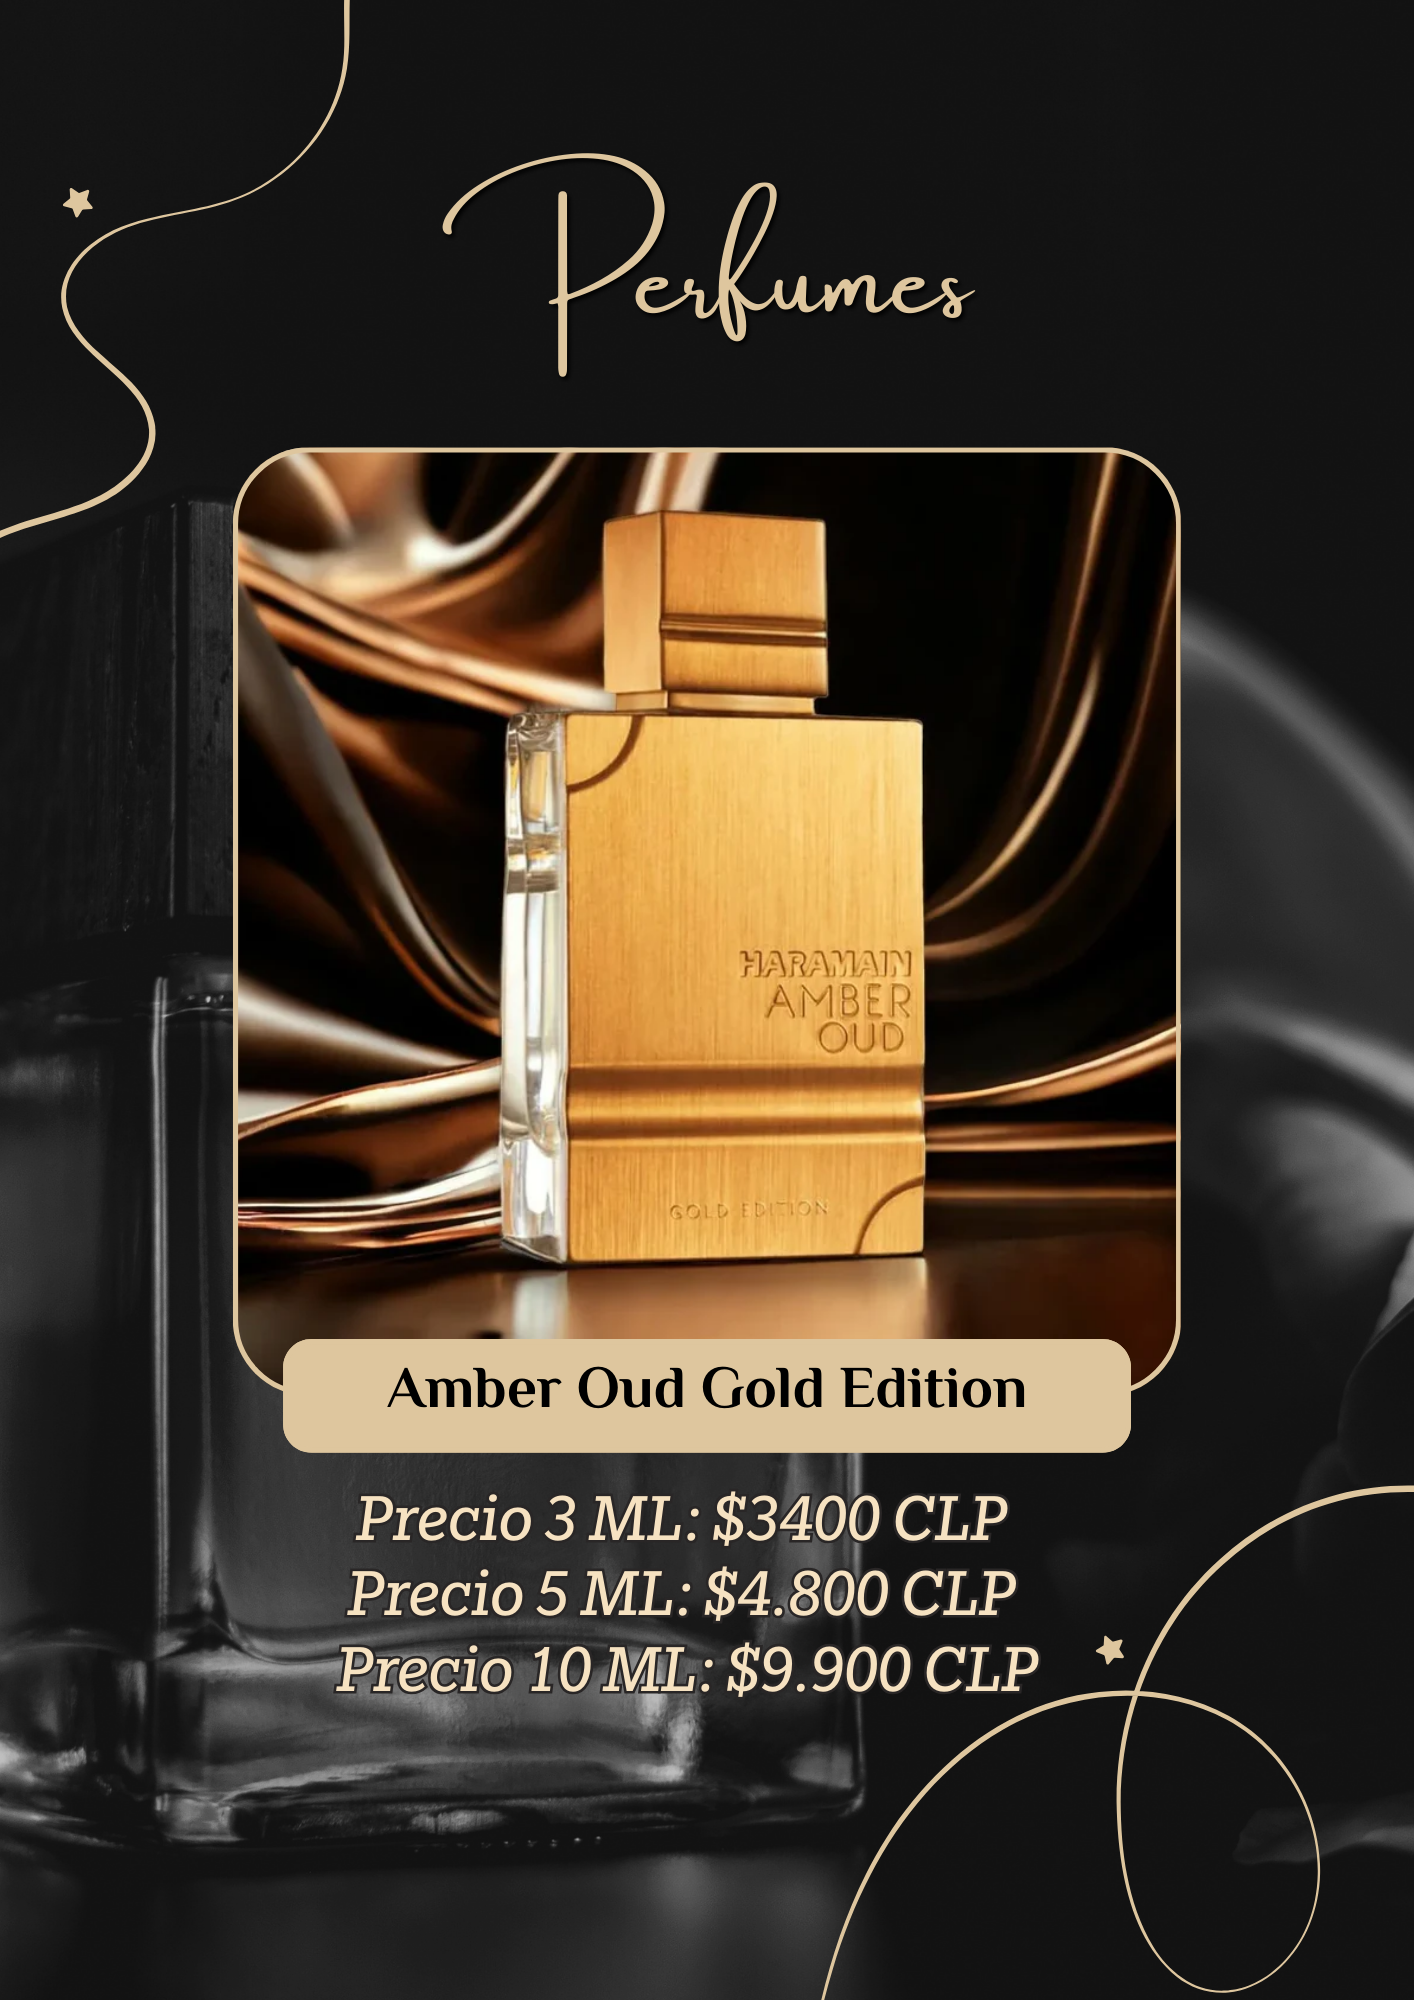 Perfumes
HARAMAIN
AMBER
OUD
GOLD EDITION
Amber Oud Gold Edition
Precio 3 ML: $3400 CLP
Precio 5 ML: $4.800 CLP
Precio 10 ML: $9.900 CLP